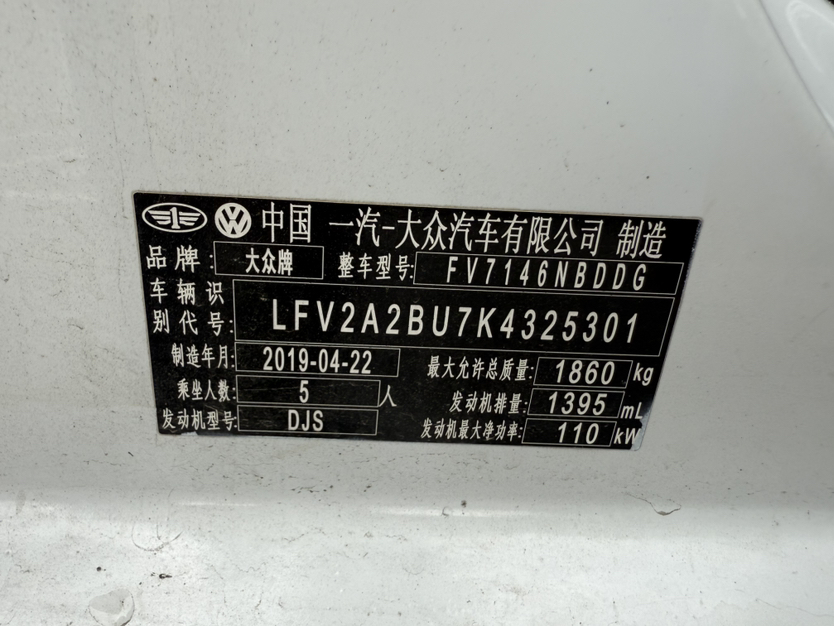 中国 一汽-大众汽车有限公司 制造
品牌: 大众牌 整车型号: FV7146NBDDG
车辆识别代号: LFV2A2BU7K4325301
制造年月: 2019-04-22 最大允许总质量: 1860 kg
乘坐人数: 5 人 发动机排量: 1395 mL
发动机型号: DJS 发动机最大净功率: 110 kW